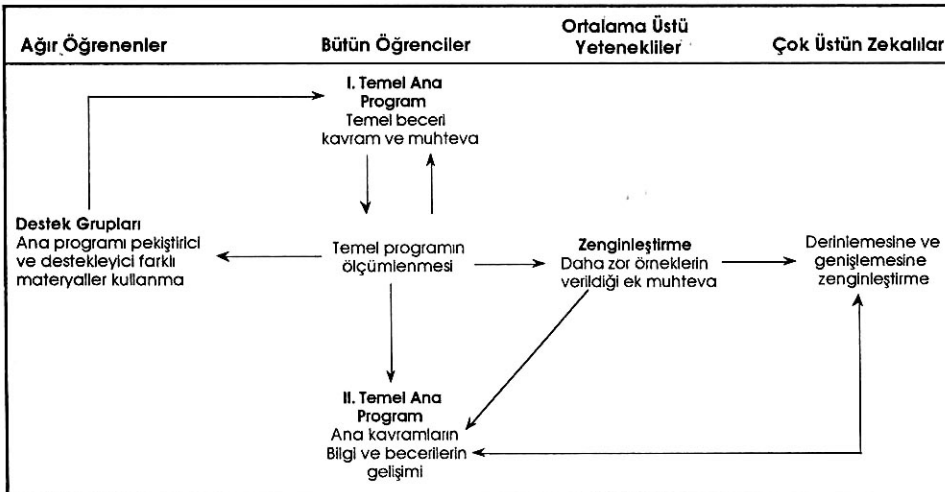 Ağır Öğrenenler
Bütün Öğrenciler
Ortalama Üstü
Yetenekliler
Çok Üstün Zekalılar
I. Temel Ana
Program
Temel beceri
kavram ve muhteva
Destek Grupları
Ana programı pekiştirici
ve destekleyici farklı
materyaller kullanma
Temel programın
ölçümlenmesi
Zenginleştirme
Daha zor örneklerin
verildiği ek muhteva
Derinlemesine ve
genişlemesine
zenginleştirme
II. Temel Ana
Program
Ana kavramların
Bilgi ve becerilerin
gelişimi